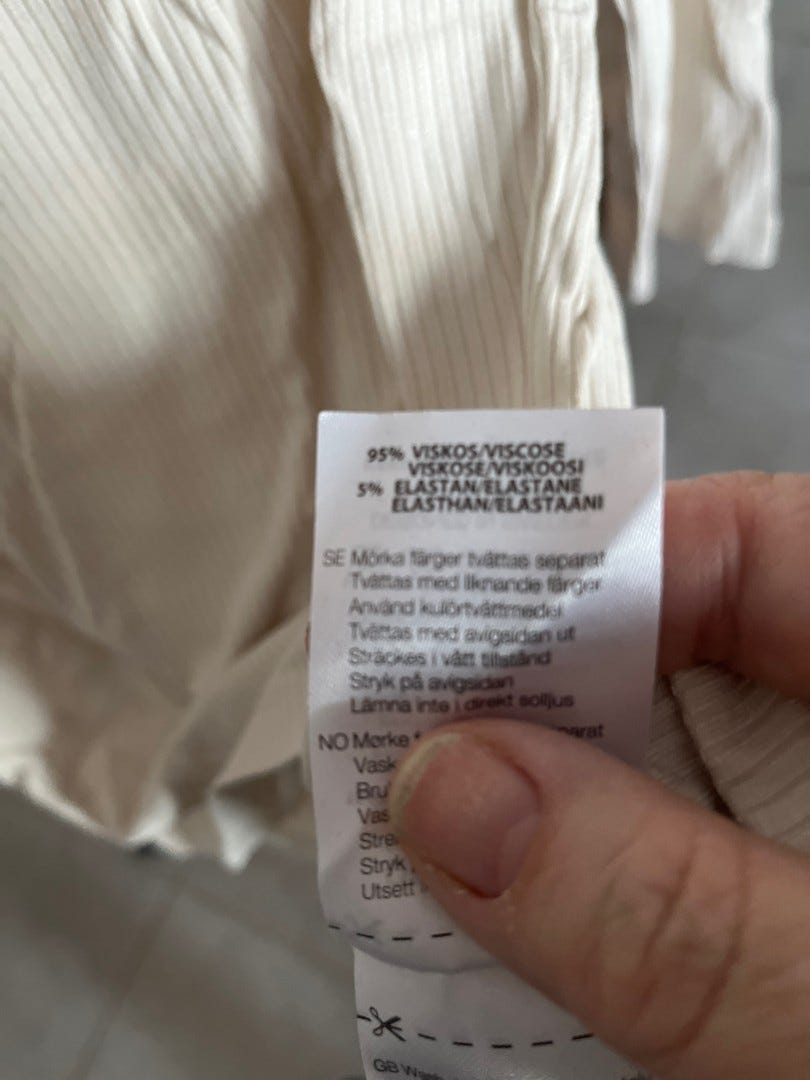 95% VISKOS/VISCOSE
VISKOSE/VISKOOSI
5% ELASTAN/ELASTANE
ELASTHAN/ELASTAANI
SE Mörka färger tvättas separat
Tvättas med liknande färger
Använd kulörtvättmedel
Tvättas med avigsidan ut
Sträckes i vått tillstånd
Stryk på avigsidan
Lämna inte i direkt solljus
NO Mørke
Stryk
Utsett
GB